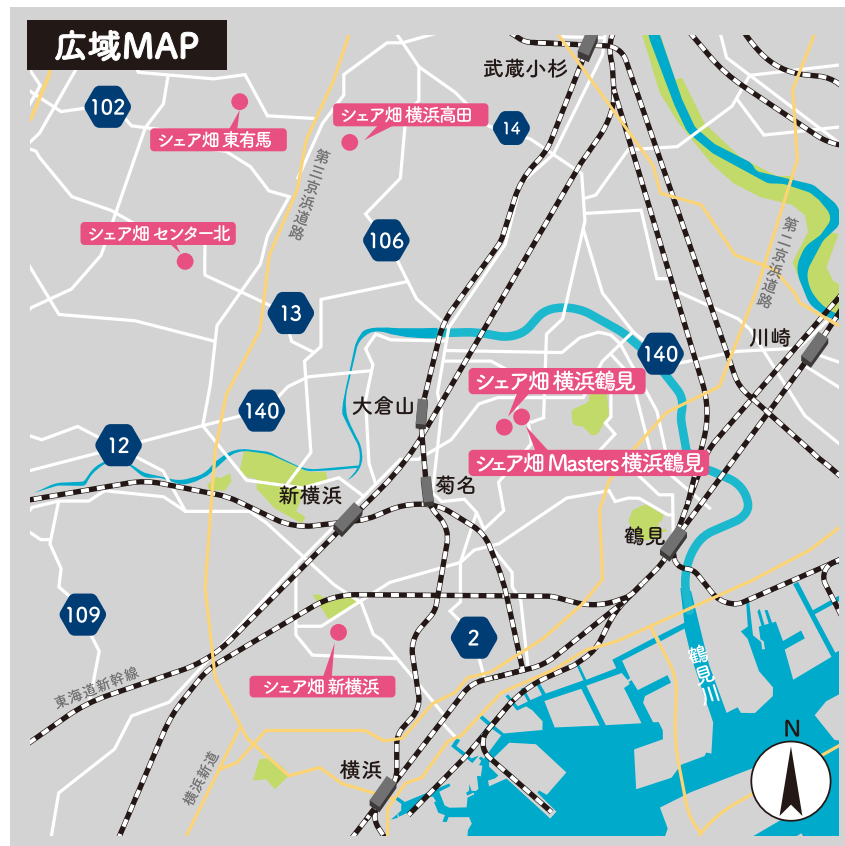 広域MAP
武蔵小杉
102
シェア畑 横浜高田
14
シェア畑 東有馬
第三京浜道路
シェア畑 センター北
106
第二京浜道路
13
川崎
140
シェア畑 横浜鶴見
大倉山
140
12
シェア畑 Masters 横浜鶴見
菊名
新横浜
鶴見
109
2
シェア畑 新横浜
東海道新幹線
鶴見川
N
横浜新道
横浜